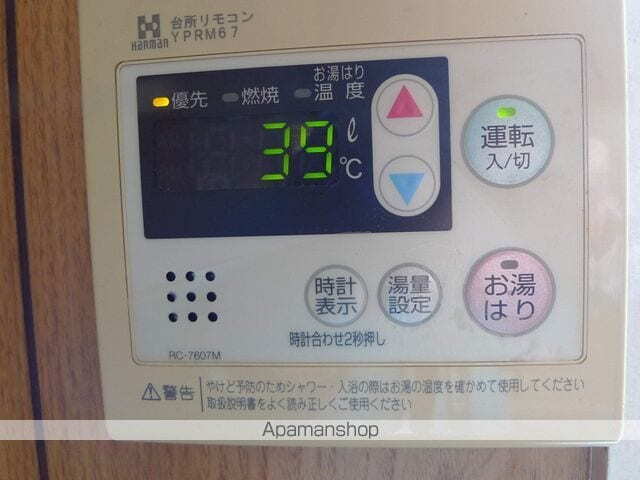 HARMAN
台所リモコン
YPRM67
優先
燃焼
お湯はり
温度
39
ℓ
℃
運転
入/切
時計
表示
湯量
設定
お湯
はり
時計合わせ2秒押し
RC-7607M
⚠警告
やけど予防のためシャワー・入浴の際はお湯の温度を確かめて使用してください
取扱説明書をよく読み正しくご使用ください
Apamanshop